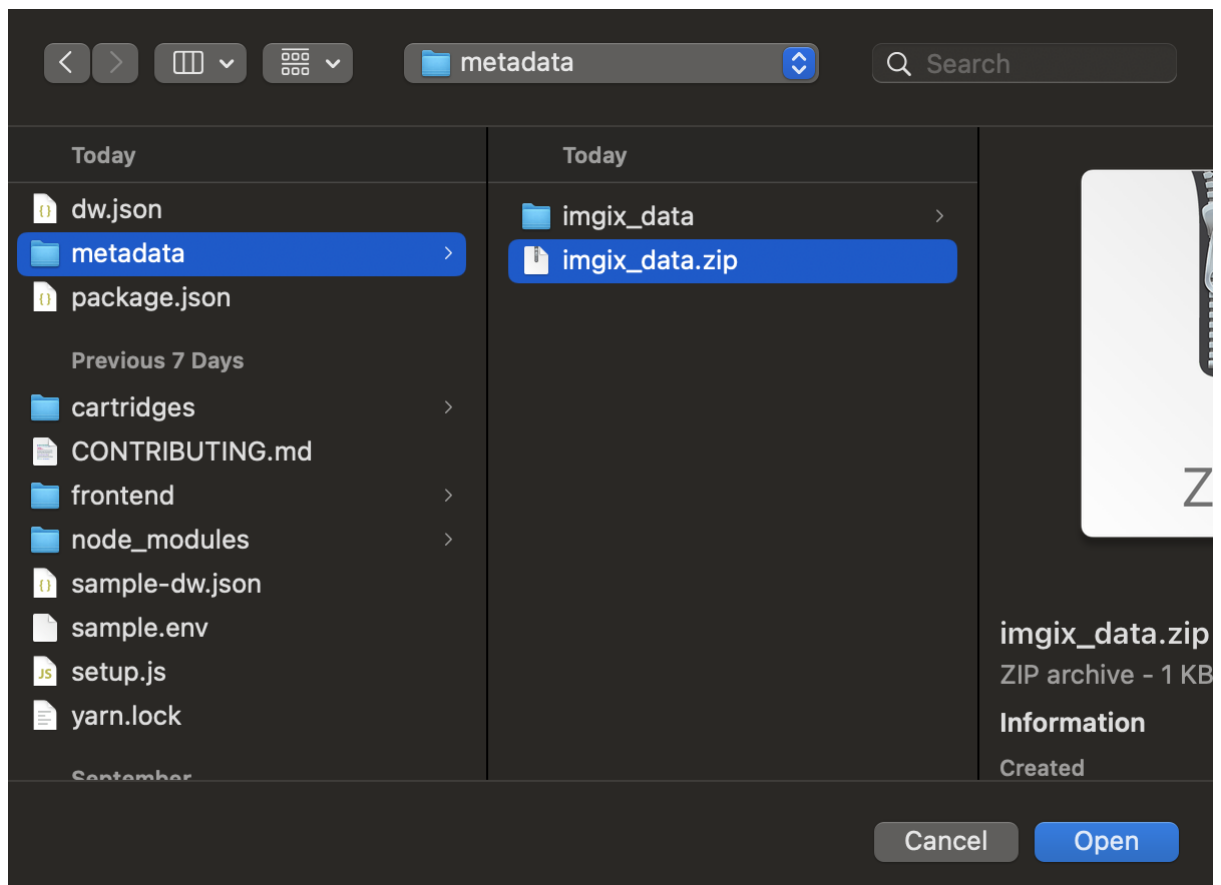 metadata
Search
Today
dw.json
metadata
package.json
Previous 7 Days
cartridges
CONTRIBUTING.md
frontend
node_modules
sample-dw.json
sample.env
JS setup.js
yarn.lock
September
Today
imgix_data
imgix_data.zip
Z
imgix_data.zip
ZIP archive - 1 KB
Information
Created
Cancel
Open